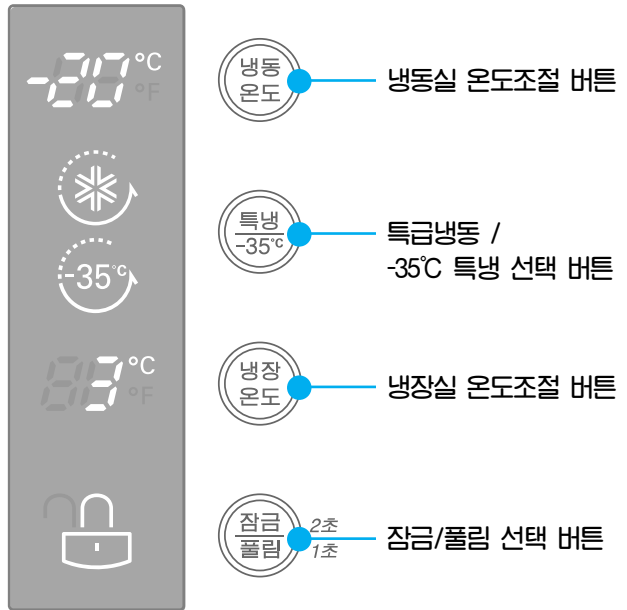 -20 °C
°F
냉동
온도
냉동실 온도조절 버튼
특냉
-35°C
특급냉동 /
-35℃ 특냉 선택 버튼
-35°C
3 °C
°F
냉장
온도
냉장실 온도조절 버튼
잠금
풀림
2초
1초
잠금/풀림 선택 버튼